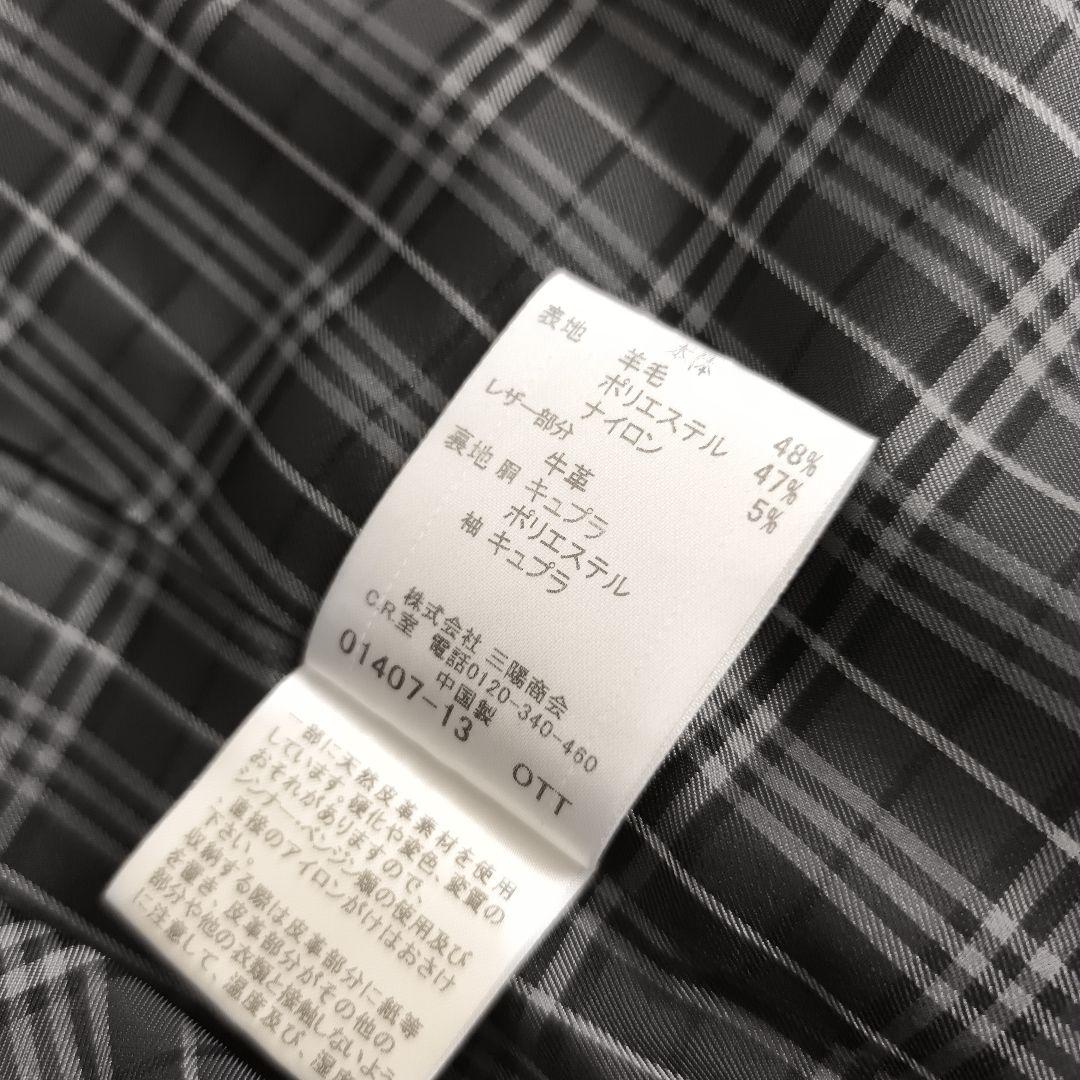 本体
表地 羊毛 48%
ポリエステル 47%
ナイロン 5%
レザー部分
牛革
裏地 胴 キュプラ
ポリエステル
袖 キュプラ
株式会社 三陽商会
C.R.室 電話0120-340-460
中国製
01407-13
OTT
一部に天然皮革素材を使用
しています。硬化や変色、変質の
おそれがありますので、
シンナー、ベンジン類の使用及び
、直接のアイロンがけはおさけ
下さい。
収納する際は皮革部分に紙等
を置き、皮革部分がその他の
部分や他の衣類と接触しないよう
に注意して、温度及び、湿度